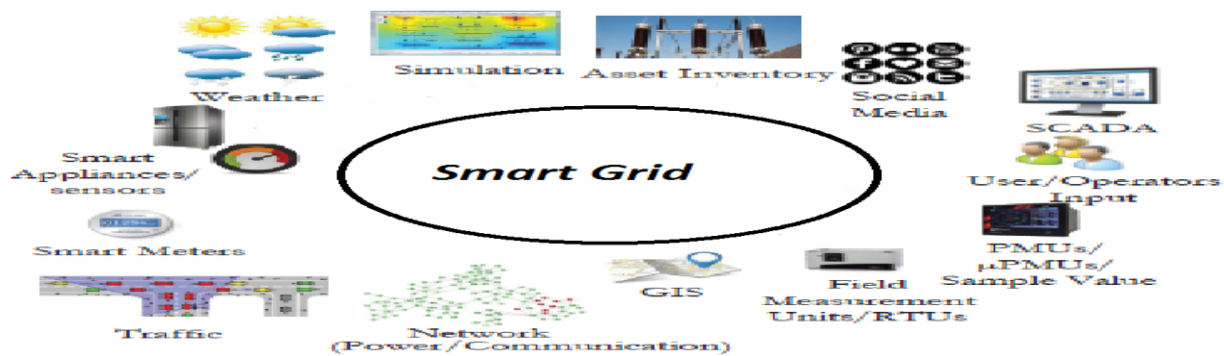 Simulation
Asset Inventory
Weather
Social
Media
SCADA
Smart
Appliances/
sensors
Smart Grid
User/Operators
Input
Smart Meters
PMUs/
μPMUs/
Sample Value
GIS
Field
Measurement
Units/RTUs
Traffic
Network
(Power/Communication)